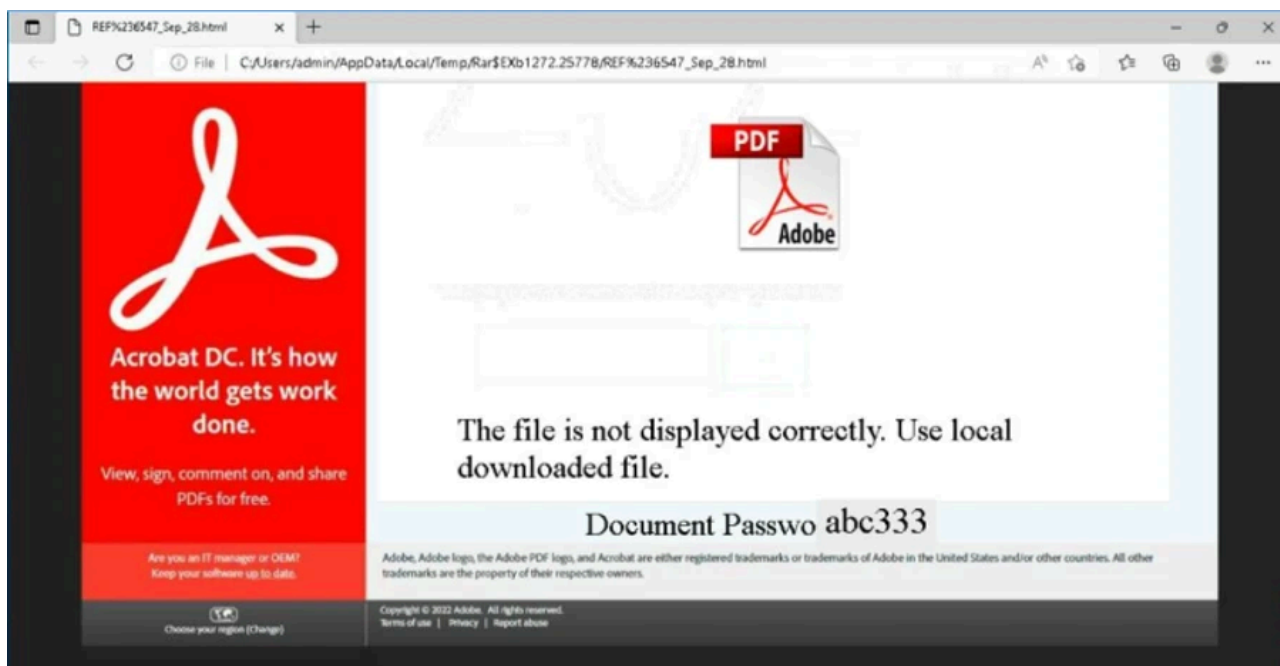 REF%236547_Sep_28.html
File | C:/Users/admin/AppData/Local/Temp/Rar$EXb1272.25778/REF%236547_Sep_28.html
PDF
Adobe
Acrobat DC. It's how
the world gets work
done.
View, sign, comment on, and share
PDFs for free.
The file is not displayed correctly. Use local
downloaded file.
Document Passwo abc333
Are you an IT manager or OEM?
Keep your software up to date.
Adobe, Adobe logo, the Adobe PDF logo, and Acrobat are either registered trademarks or trademarks of Adobe in the United States and/or other countries. All other
trademarks are the property of their respective owners.
Choose your region (Change)
Copyright © 2022 Adobe. All rights reserved.
Terms of use | Privacy | Report abuse